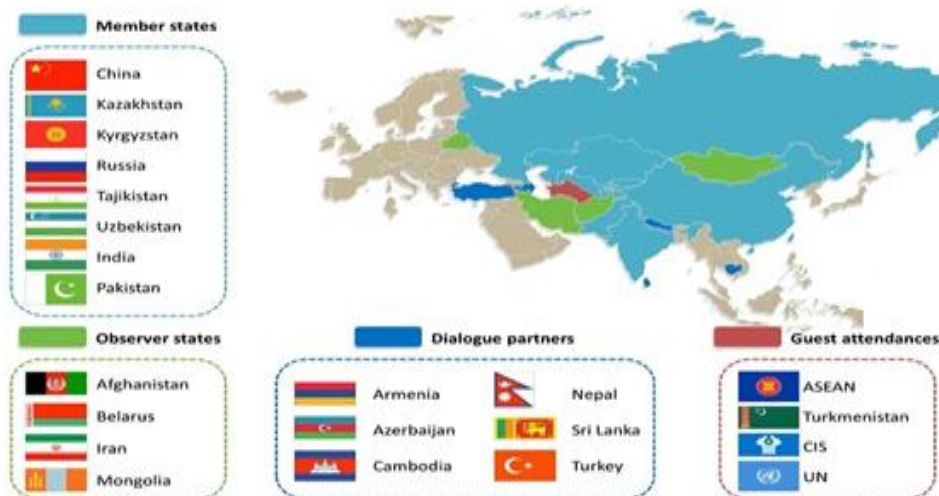 Member states
China
Kazakhstan
Kyrgyzstan
Russia
Tajikistan
Uzbekistan
India
Pakistan
Observer states
Afghanistan
Belarus
Iran
Mongolia
Dialogue partners
Armenia
Azerbaijan
Cambodia
Nepal
Sri Lanka
Turkey
Guest attendances
ASEAN
Turkmenistan
CIS
UN